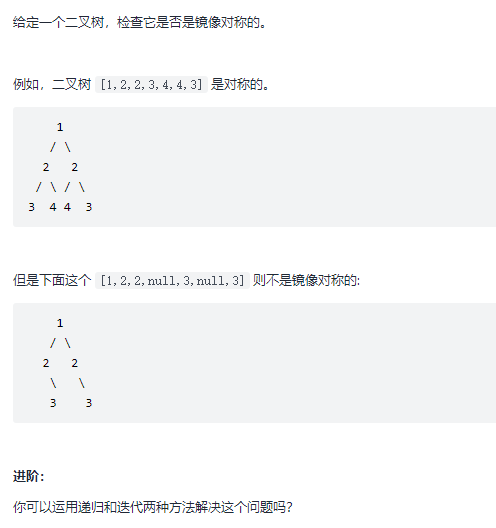 给定一个二叉树，检查它是否是镜像对称的。
例如，二叉树 [1,2,2,3,4,4,3] 是对称的。
    1
   / \
  2   2
 / \ / \
3  4 4  3
但是下面这个 [1,2,2,null,3,null,3] 则不是镜像对称的:
    1
   / \
  2   2
   \   \
   3    3
进阶：
你可以运用递归和迭代两种方法解决这个问题吗?